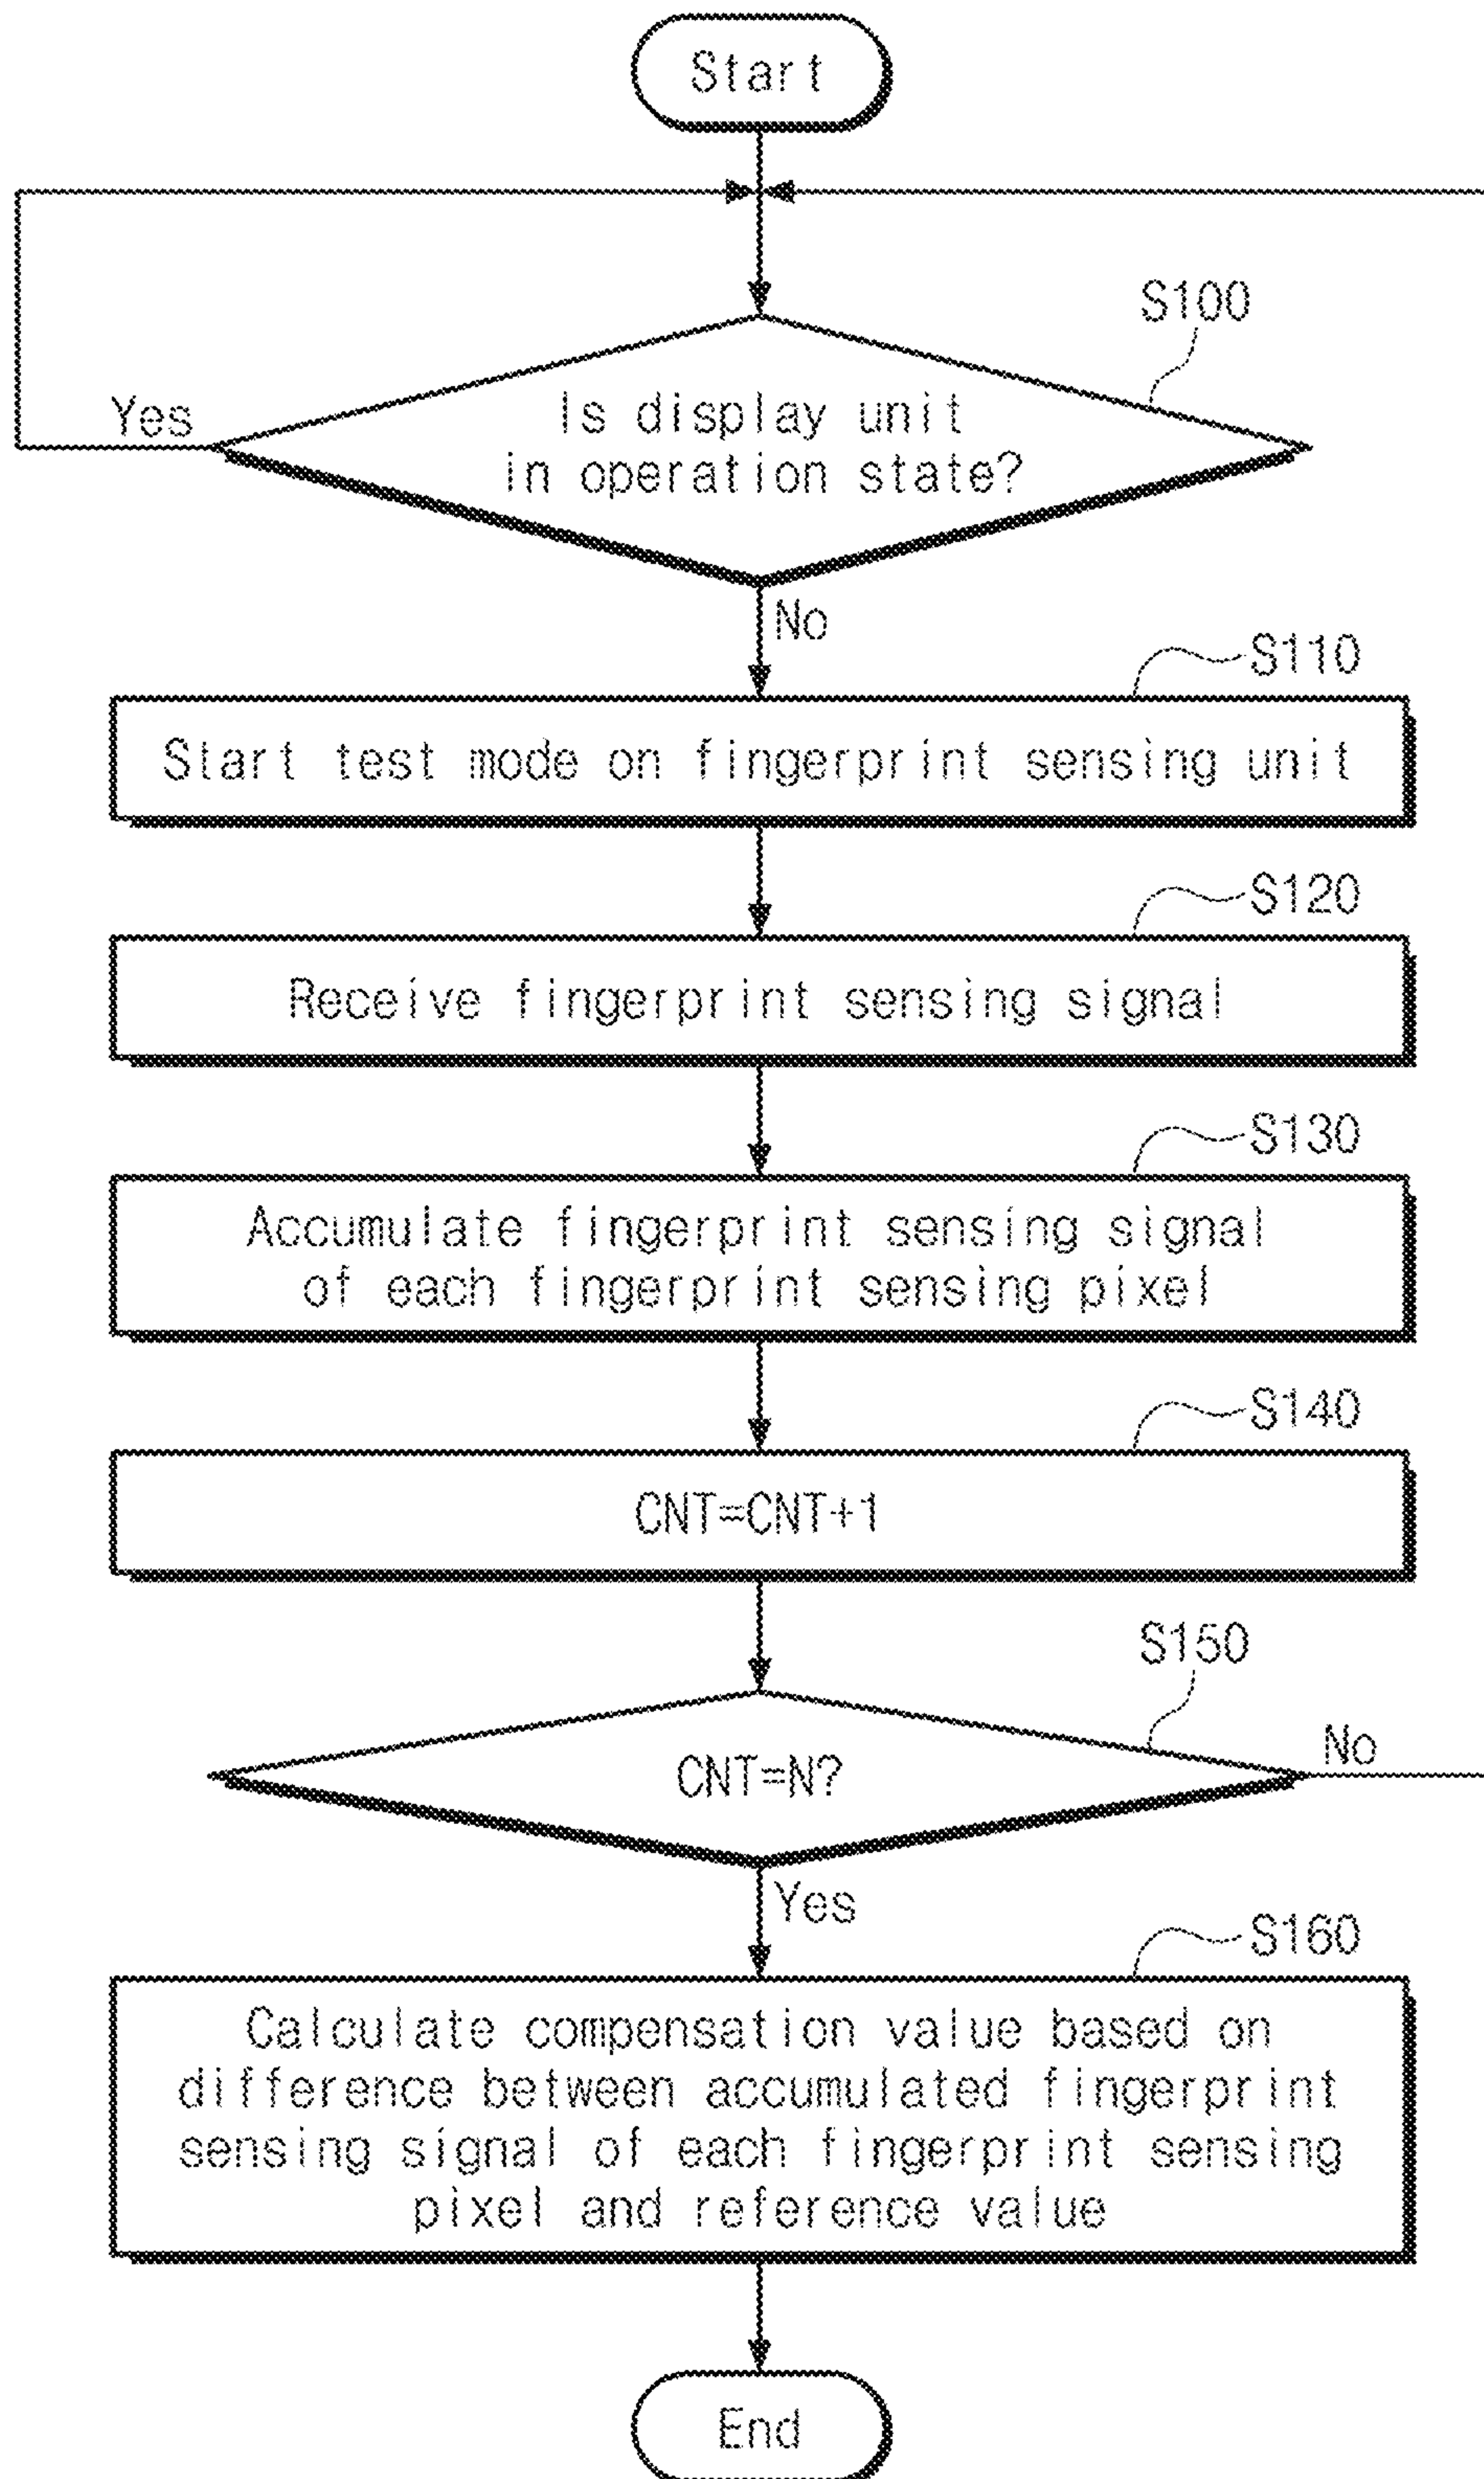 Start
S100
Is display unit
in operation state?
Yes
No
S110
Start test mode on fingerprint sensing unit
S120
Receive fingerprint sensing signal
S130
Accumulate fingerprint sensing signal
of each fingerprint sensing pixel
S140
CNT=CNT+1
S150
CNT=N?
No
Yes
S160
Calculate compensation value based on
difference between accumulated fingerprint
sensing signal of each fingerprint sensing
pixel and reference value
End